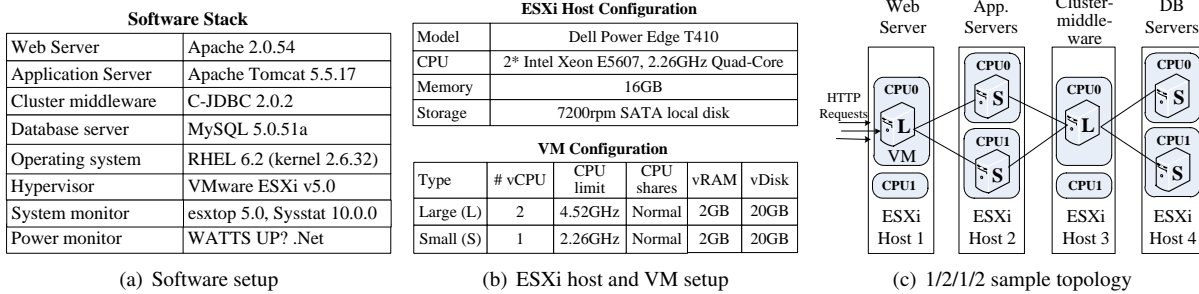 Software Stack
Web Server Apache 2.0.54
Application Server Apache Tomcat 5.5.17
Cluster middleware C-JDBC 2.0.2
Database server MySQL 5.0.51a
Operating system RHEL 6.2 (kernel 2.6.32)
Hypervisor VMware ESXi v5.0
System monitor esxtop 5.0, Sysstat 10.0.0
Power monitor WATTS UP? .Net
(a) Software setup
ESXi Host Configuration
Model Dell Power Edge T410
CPU 2* Intel Xeon E5607, 2.26GHz Quad-Core
Memory 16GB
Storage 7200rpm SATA local disk
VM Configuration
Type # vCPU CPU limit CPU shares vRAM vDisk
Large (L) 2 4.52GHz Normal 2GB 20GB
Small (S) 1 2.26GHz Normal 2GB 20GB
(b) ESXi host and VM setup
Web Server
App. Servers
Cluster-middle-ware
DB Servers
HTTP Requests
CPU0
L
VM
CPU1
ESXi Host 1
CPU0
S
CPU1
S
ESXi Host 2
CPU0
L
CPU1
ESXi Host 3
CPU0
S
CPU1
S
ESXi Host 4
(c) 1/2/1/2 sample topology